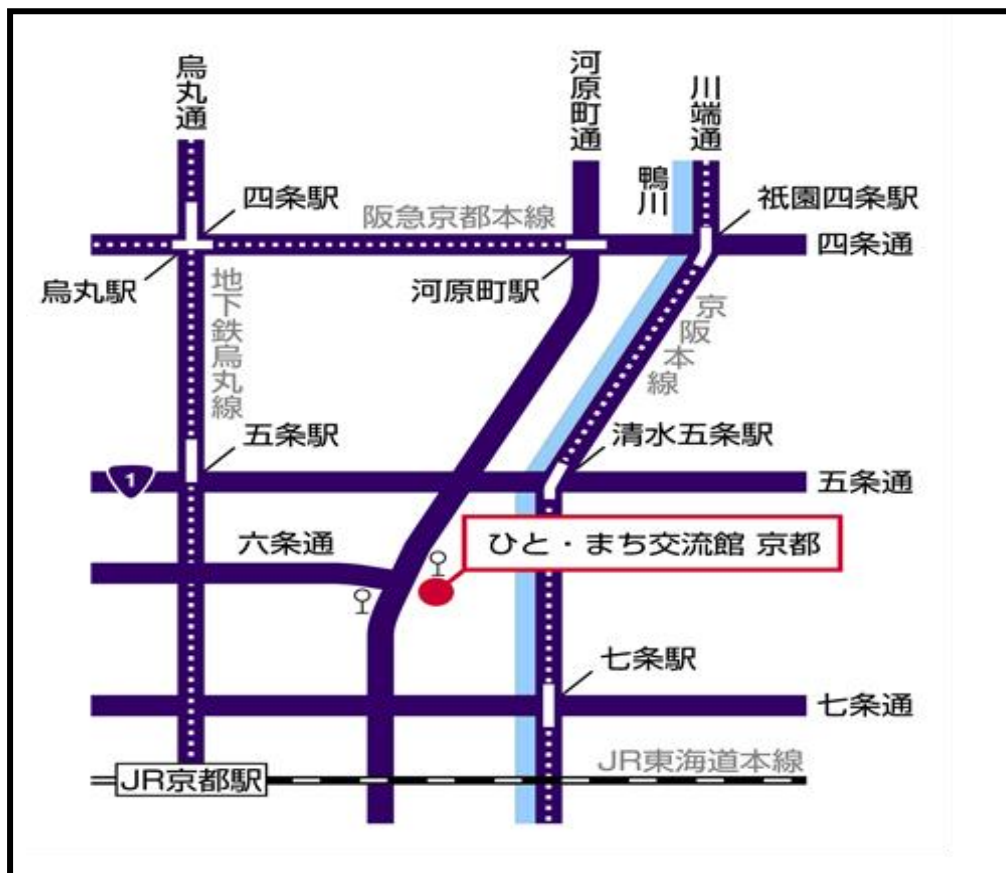 烏丸通
河原町通
川端通
鴨川
四条駅
阪急京都本線
祇園四条駅
四条通
烏丸駅
河原町駅
地下鉄烏丸線
京阪本線
五条駅
清水五条駅
1
五条通
六条通
ひと・まち交流館 京都
七条駅
七条通
JR東海道本線
JR京都駅